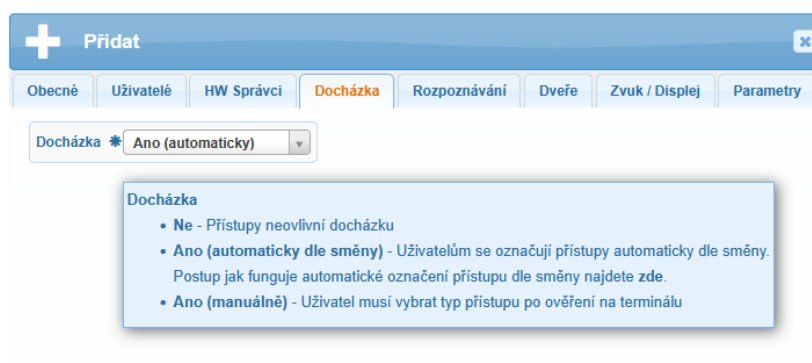 Přidat
Obecné Uživatelé HW Správci Docházka Rozpoznávání Dveře Zvuk / Displej Parametry
Docházka ✱ Ano (automaticky)
Docházka
• Ne - Přístupy neovlivní docházku
• Ano (automaticky dle směny) - Uživatelům se označují přístupy automaticky dle směny.
Postup jak funguje automatické označení přístupu dle směny najdete zde.
• Ano (manuálně) - Uživatel musí vybrat typ přístupu po ověření na terminálu